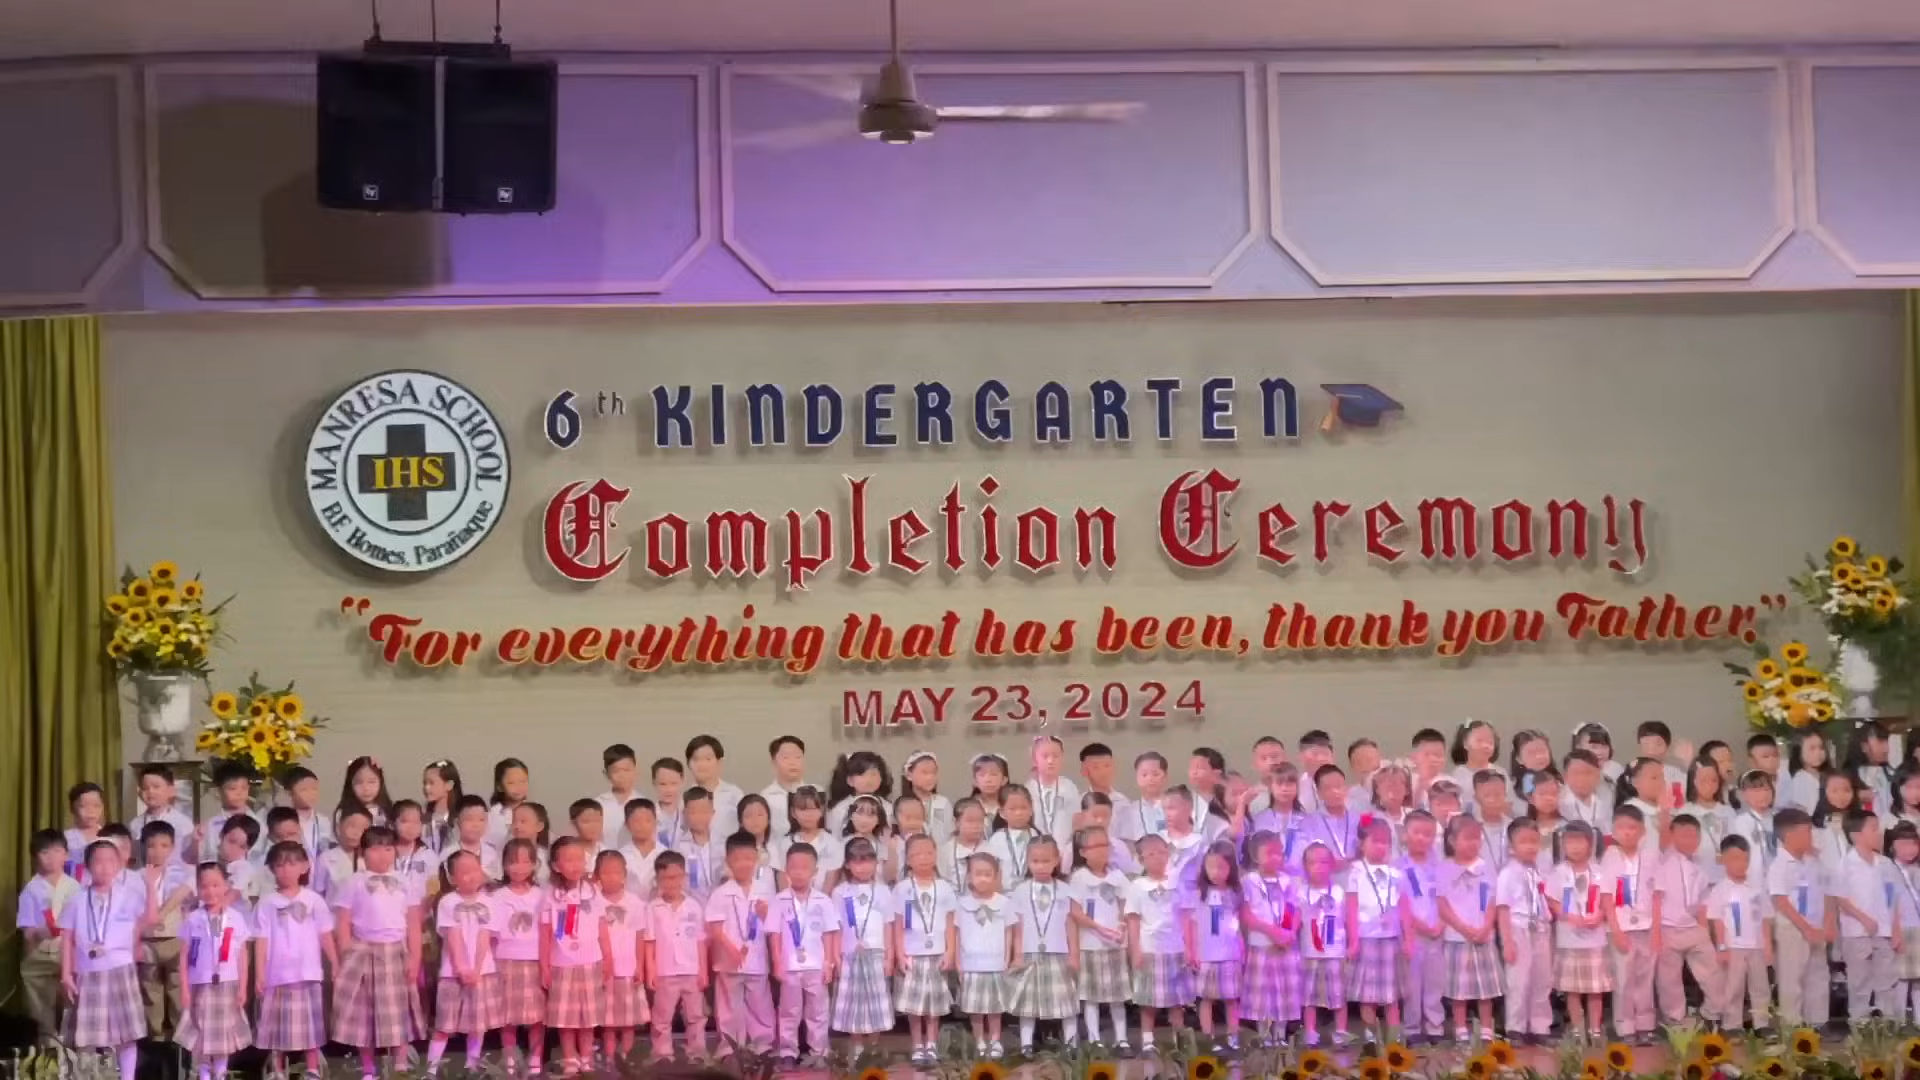 MANRESA SCHOOL
IHS
B.F. Homes, Parañaque
6th KINDERGARTEN
Completion Ceremony
"For everything that has been, thank you Father."
MAY 23, 2024